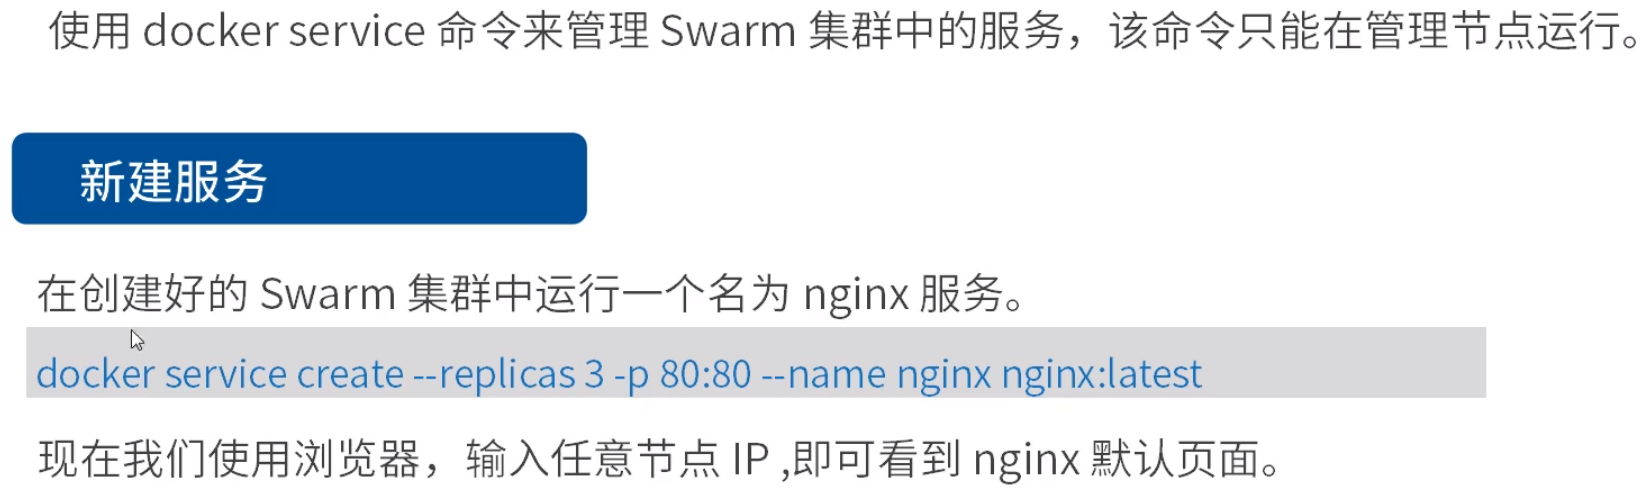 使用 docker service 命令来管理 Swarm 集群中的服务，该命令只能在管理节点运行。
新建服务
在创建好的 Swarm 集群中运行一个名为 nginx 服务。
docker service create --replicas 3 -p 80:80 --name nginx nginx:latest
现在我们使用浏览器，输入任意节点 IP ,即可看到 nginx 默认页面。